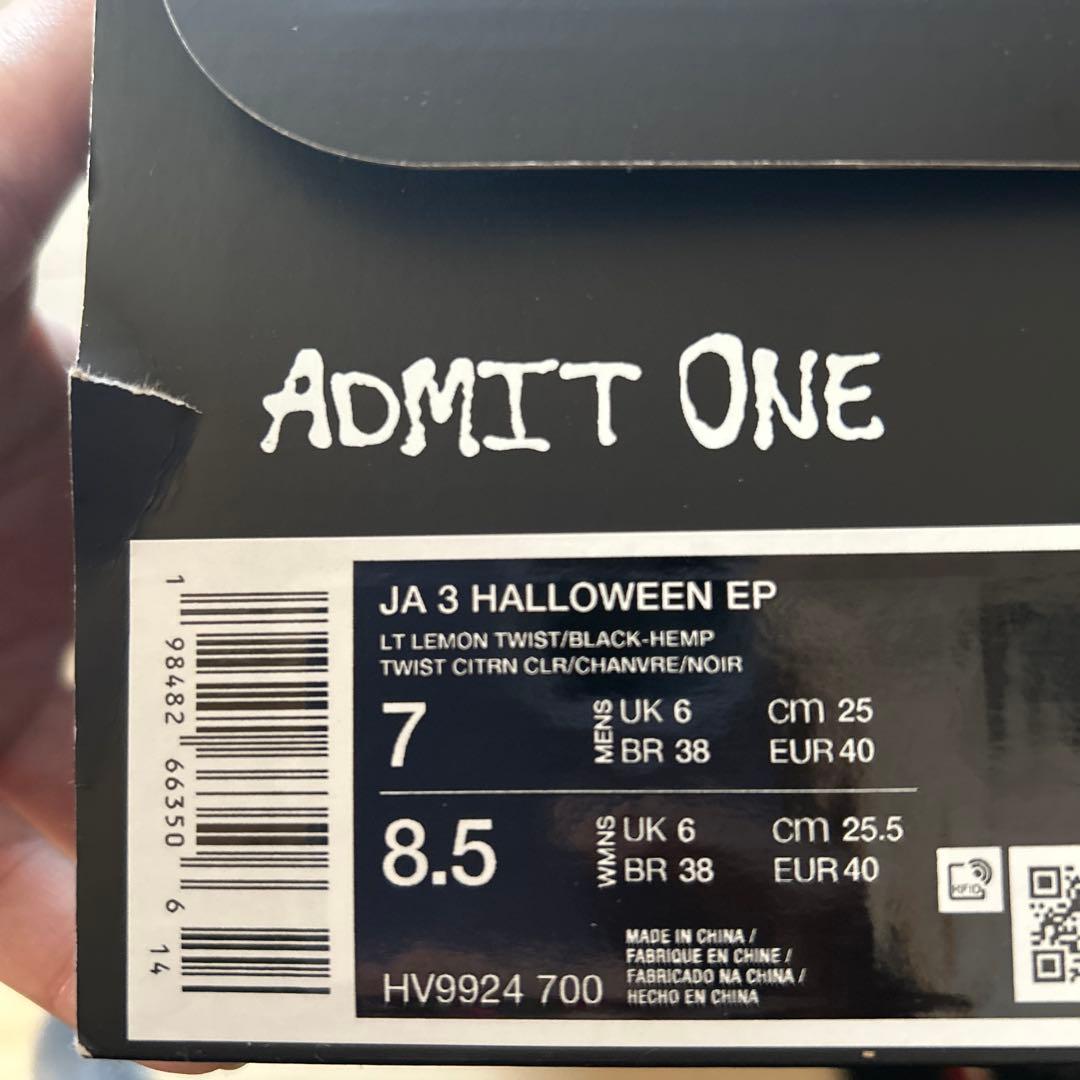 ADMIT ONE
1 98482 66350 6 14
JA 3 HALLOWEEN EP
LT LEMON TWIST/BLACK-HEMP
TWIST CITRN CLR/CHANVRE/NOIR
7 MENS UK 6 cm 25
BR 38 EUR 40
8.5 WMNS UK 6 cm 25.5
BR 38 EUR 40
RFID
MADE IN CHINA /
FABRIQUE EN CHINE /
FABRICADO NA CHINA /
HECHO EN CHINA
HV9924 700